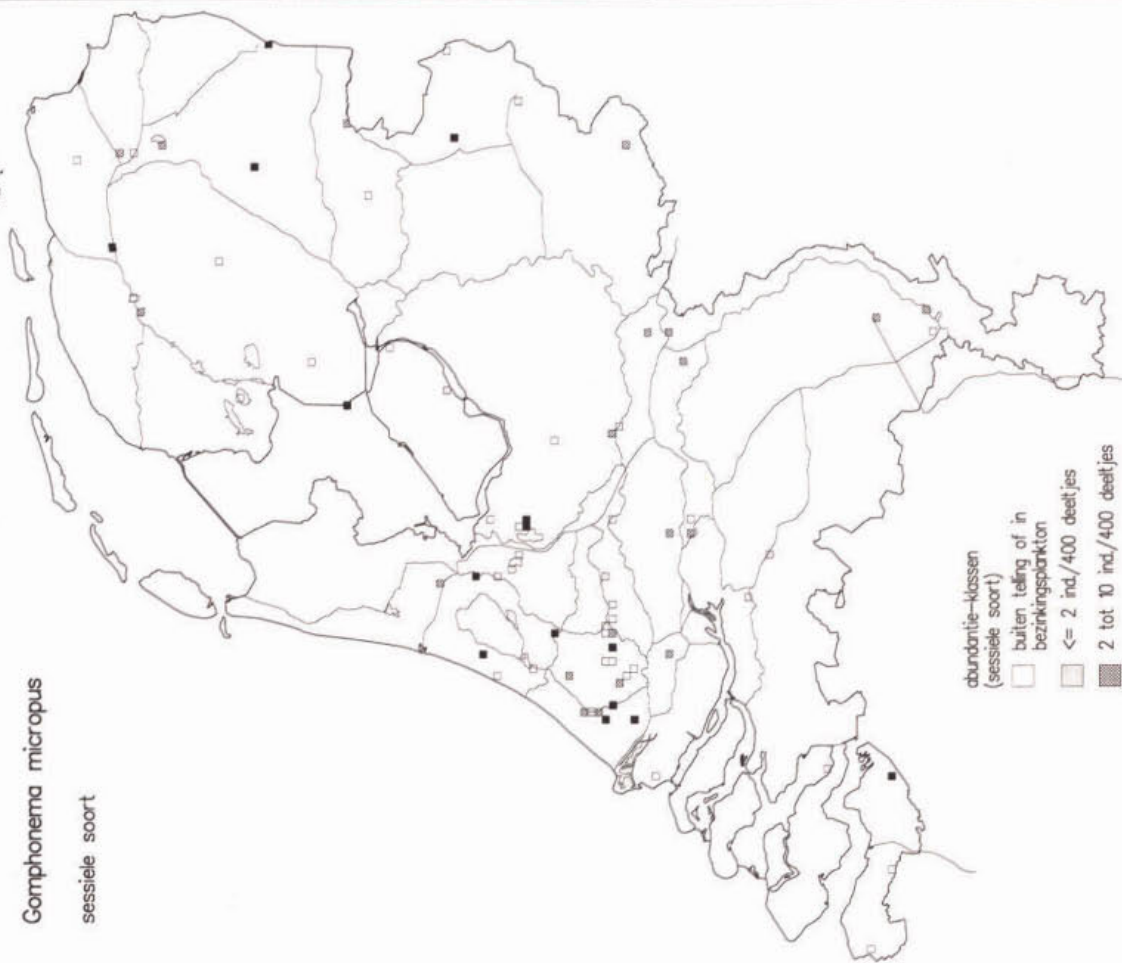 Gomphonema micropus
sessiele soort
abundantie-klassen
(sessiele soort)
buiten telling of in
bezinkingsplankton
<= 2 ind./400 deeltjes
2 tot 10 ind./400 deeltjes